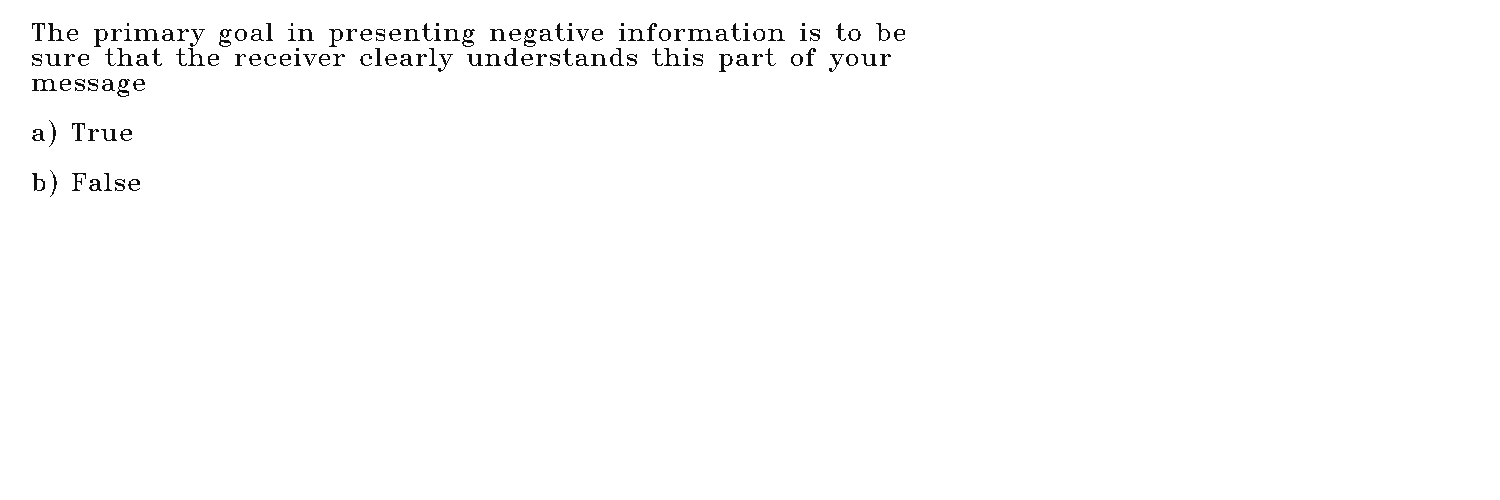 The primary goal in presenting negative information is to be
sure that the receiver clearly understands this part of your
message
a) True
b) False